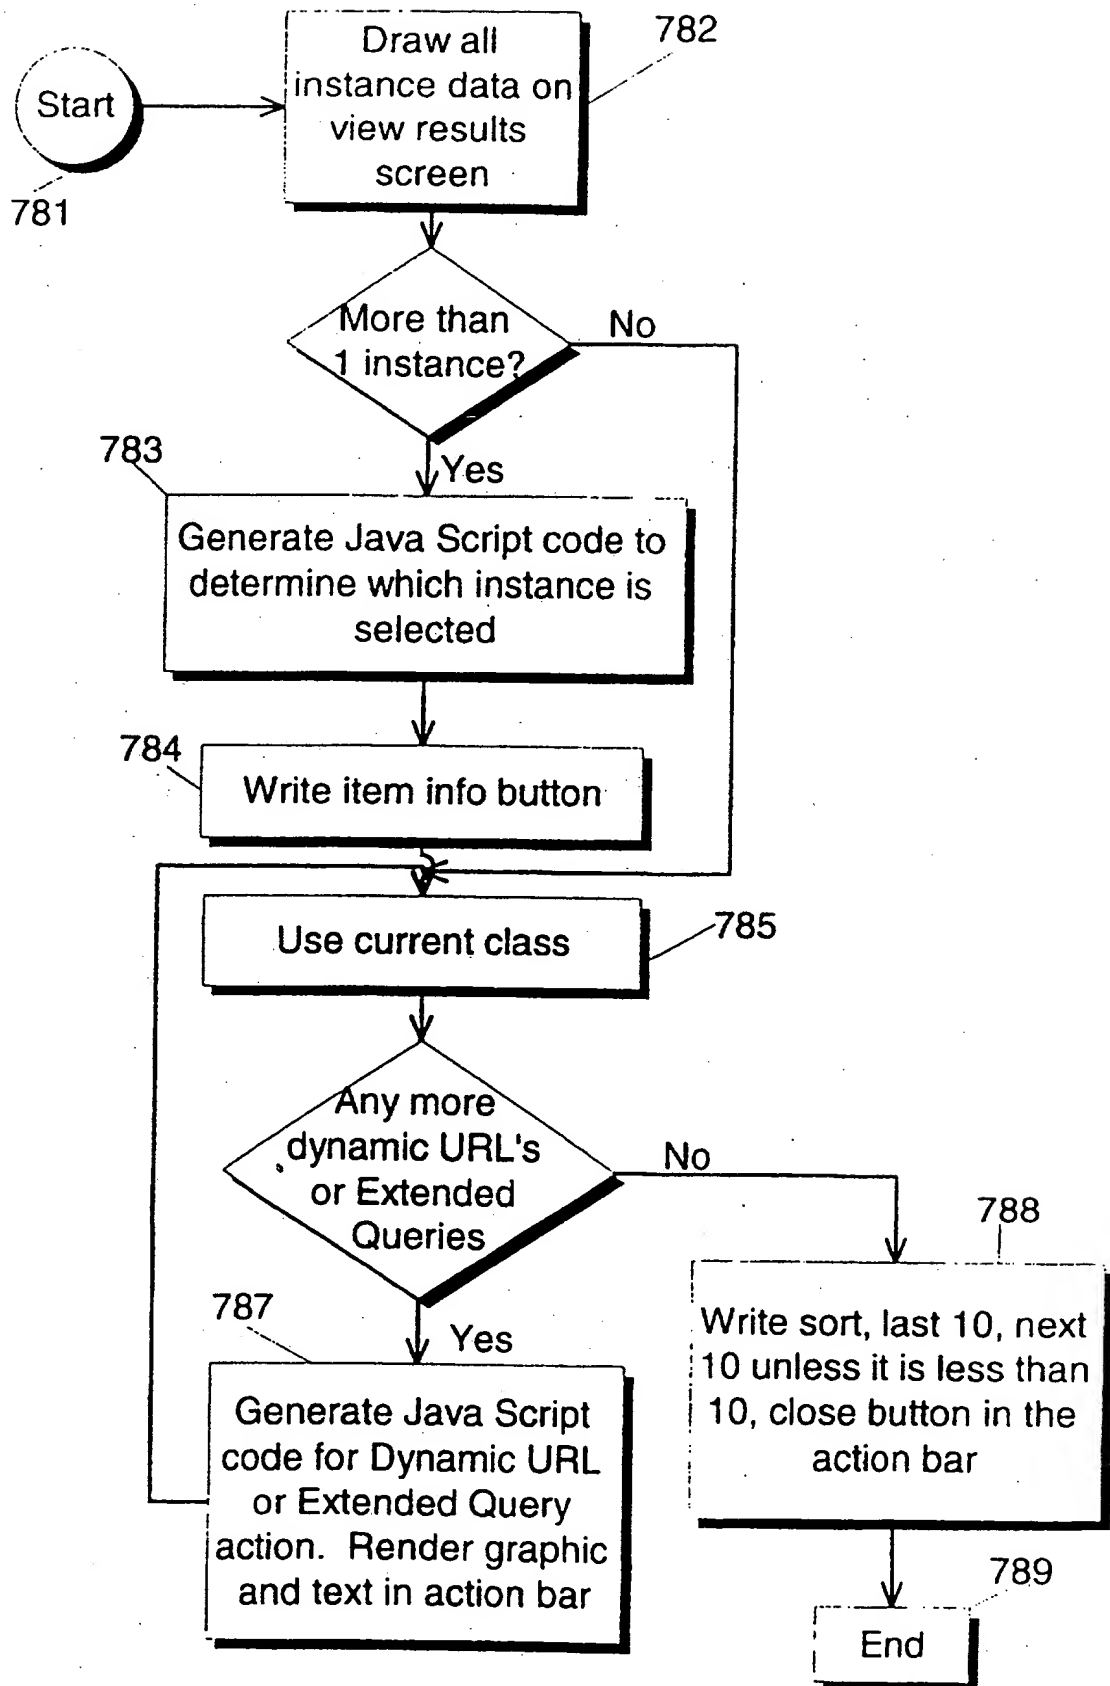 Draw all
instance data on
view results
screen
782
Start
781
More than
1 instance?
No
Yes
783
Generate Java Script code to
determine which instance is
selected
784
Write item info button
Use current class
785
Any more
dynamic URL's
or Extended
Queries
No
Yes
788
Write sort, last 10, next
10 unless it is less than
10, close button in the
action bar
787
Generate Java Script
code for Dynamic URL
or Extended Query
action. Render graphic
and text in action bar
789
End